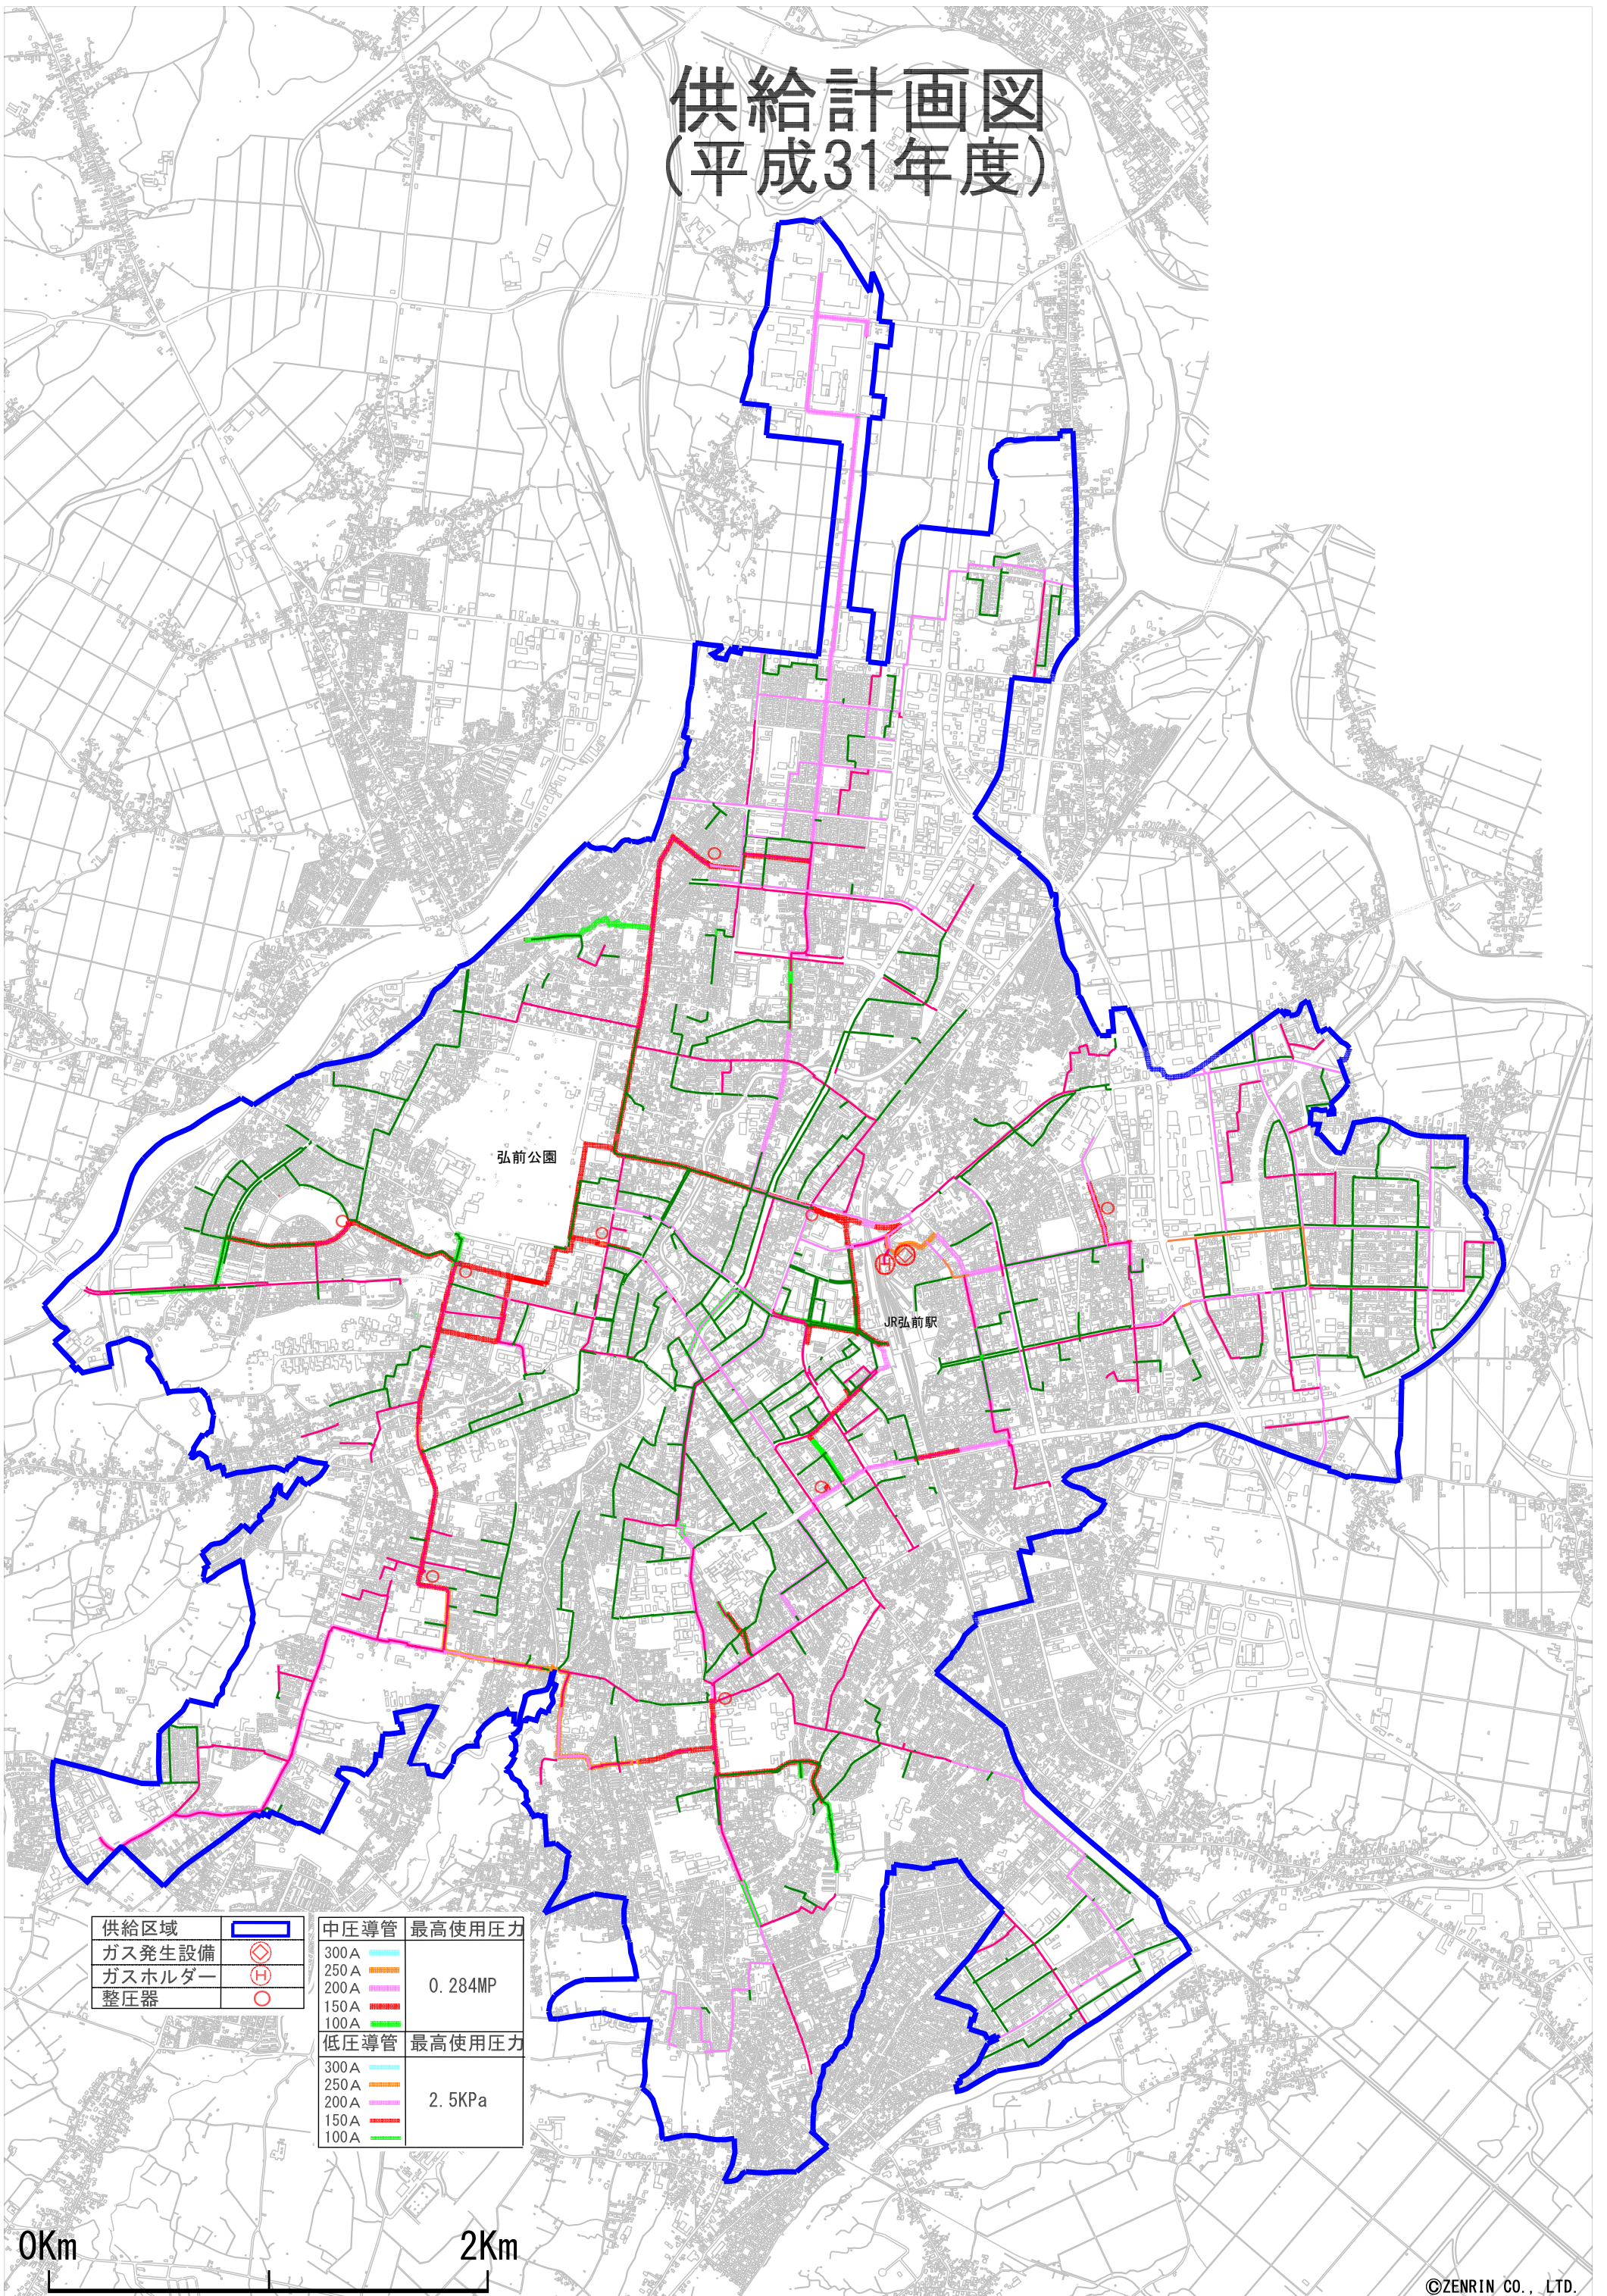 供給計画図
(平成31年度)
弘前公園
JR弘前駅
供給区域
ガス発生設備
ガスホルダー
H
整圧器
中圧導管 最高使用圧力
300A
250A
200A
150A
100A
0.284MP
低圧導管 最高使用圧力
300A
250A
200A
150A
100A
2.5KPa
0Km 2Km
©ZENRIN CO., LTD.